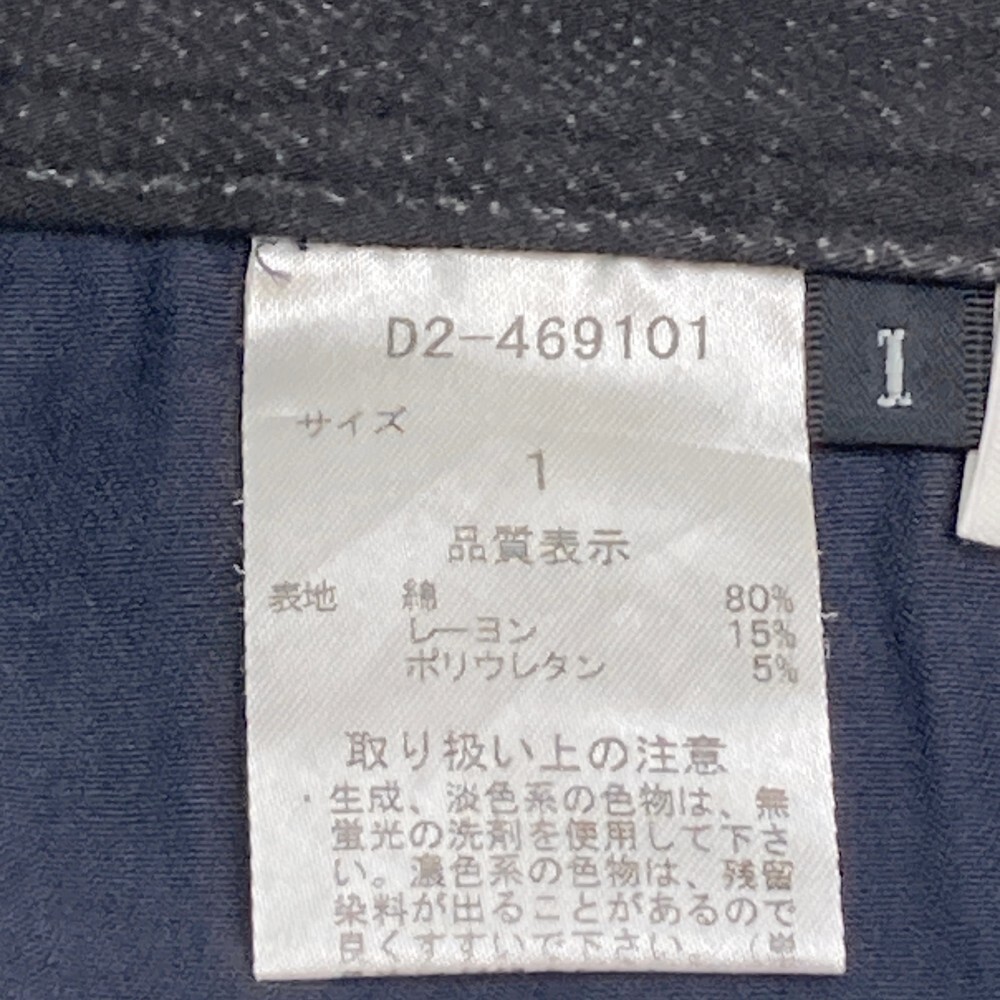 D2-469101
1
サイズ
1
品質表示
表地 綿 80%
レーヨン 15%
ポリウレタン 5%
取り扱い上の注意
・生成、淡色系の色物は、無
蛍光の洗剤を使用して下さ
い。濃色系の色物は、残留
染料が出ることがあるので
良くすすいで下さい。(